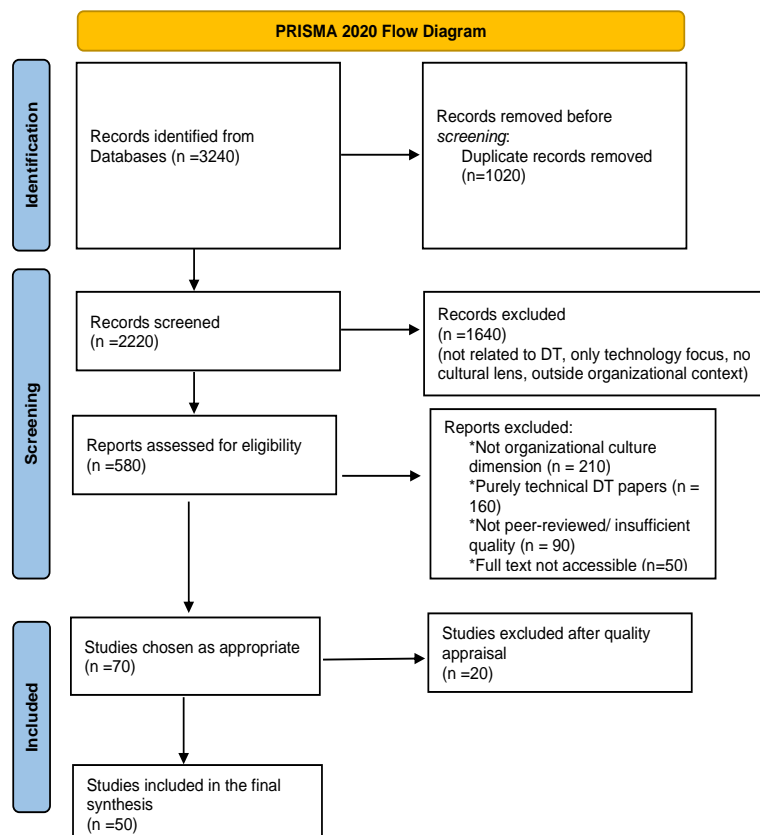 PRISMA 2020 Flow Diagram
Identification
Records identified from
Databases (n =3240)
Records removed before
screening:
Duplicate records removed
(n=1020)
Screening
Records screened
(n =2220)
Records excluded
(n =1640)
(not related to DT, only technology focus, no
cultural lens, outside organizational context)
Reports assessed for eligibility
(n =580)
Reports excluded:
*Not organizational culture
dimension (n = 210)
*Purely technical DT papers (n =
160)
*Not peer-reviewed/ insufficient
quality (n = 90)
*Full text not accessible (n=50)
Included
Studies chosen as appropriate
(n =70)
Studies excluded after quality
appraisal
(n =20)
Studies included in the final
synthesis
(n =50)